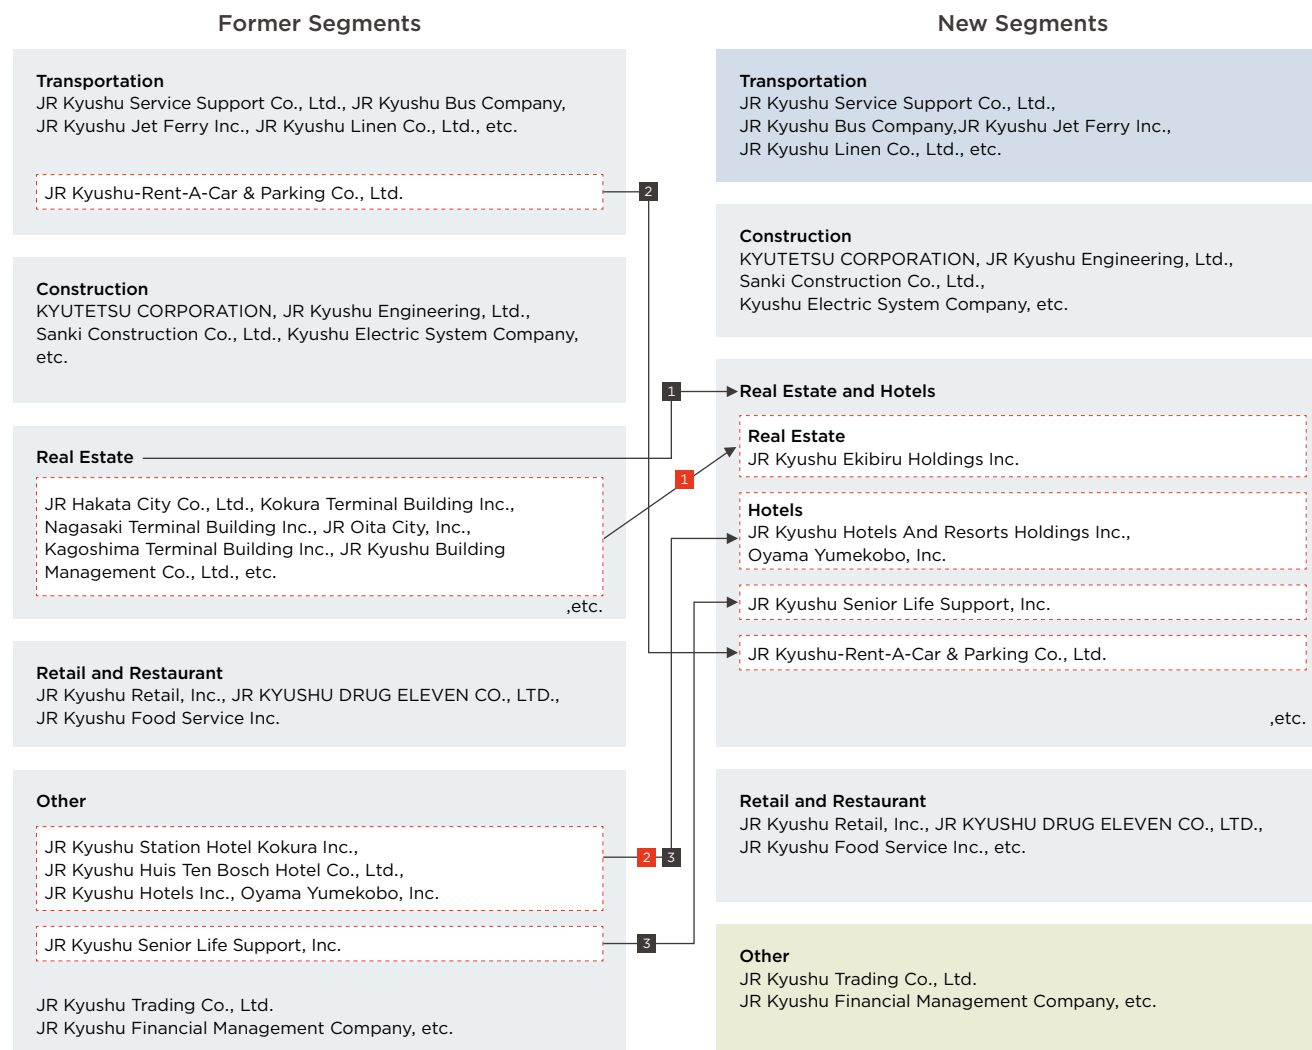 Former Segments
Transportation
JR Kyushu Service Support Co., Ltd., JR Kyushu Bus Company,
JR Kyushu Jet Ferry Inc., JR Kyushu Linen Co., Ltd., etc.
JR Kyushu-Rent-A-Car & Parking Co., Ltd.
2
Construction
KYUTETSU CORPORATION, JR Kyushu Engineering, Ltd.,
Sanki Construction Co., Ltd., Kyushu Electric System Company,
etc.
1
Real Estate
1
JR Hakata City Co., Ltd., Kokura Terminal Building Inc.,
Nagasaki Terminal Building Inc., JR Oita City, Inc.,
Kagoshima Terminal Building Inc., JR Kyushu Building
Management Co., Ltd., etc.
,etc.
Retail and Restaurant
JR Kyushu Retail, Inc., JR KYUSHU DRUG ELEVEN CO., LTD.,
JR Kyushu Food Service Inc.
Other
JR Kyushu Station Hotel Kokura Inc.,
JR Kyushu Huis Ten Bosch Hotel Co., Ltd.,
JR Kyushu Hotels Inc., Oyama Yumekobo, Inc.
2 3
JR Kyushu Senior Life Support, Inc.
3
JR Kyushu Trading Co., Ltd.
JR Kyushu Financial Management Company, etc.
New Segments
Transportation
JR Kyushu Service Support Co., Ltd.,
JR Kyushu Bus Company,JR Kyushu Jet Ferry Inc.,
JR Kyushu Linen Co., Ltd., etc.
Construction
KYUTETSU CORPORATION, JR Kyushu Engineering, Ltd.,
Sanki Construction Co., Ltd.,
Kyushu Electric System Company, etc.
Real Estate and Hotels
Real Estate
JR Kyushu Ekibiru Holdings Inc.
Hotels
JR Kyushu Hotels And Resorts Holdings Inc.,
Oyama Yumekobo, Inc.
JR Kyushu Senior Life Support, Inc.
JR Kyushu-Rent-A-Car & Parking Co., Ltd.
,etc.
Retail and Restaurant
JR Kyushu Retail, Inc., JR KYUSHU DRUG ELEVEN CO., LTD.,
JR Kyushu Food Service Inc., etc.
Other
JR Kyushu Trading Co., Ltd.
JR Kyushu Financial Management Company, etc.